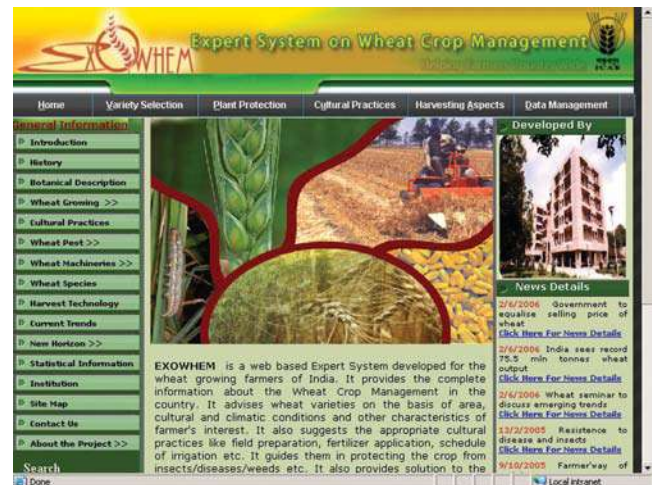 EXOWHEM
Expert System on Wheat Crop Management
Helping Farmers Country Wide
ICAR
Home Variety Selection Plant Protection Cultural Practices Harvesting Aspects Data Management
General Information
Introduction
History
Botanical Description
Wheat Growing >>
Cultural Practices
Wheat Pest >>
Wheat Machineries >>
Wheat Species
Harvest Technology
Current Trends
New Horizon >>
Statistical Information
Institution
Site Map
Contact Us
About the Project >>
Search
EXOWHEM is a web based Expert System developed for the
wheat growing farmers of India. It provides the complete
information about the Wheat Crop Management in the
country. It advises wheat varieties on the basis of area,
cultural and climatic conditions and other characteristics of
farmer's interest. It also suggests the appropriate cultural
practices like field preparation, fertilizer application, schedule
of irrigation etc. It guides them in protecting the crop from
insects/diseases/weeds etc. It also provides solution to the
Developed By
News Details
2/6/2006 Government to
equalise selling price of
wheat
Click Here For News Details
2/6/2006 India sees record
75.5 mln tonnes wheat
output
Click Here For News Details
2/6/2006 Wheat seminar to
discuss emerging trends
Click Here For News Details
13/2/2005 Resistence to
disease and insects
Click Here For News Details
9/10/2005 Farmer'way of
Done
Local intranet